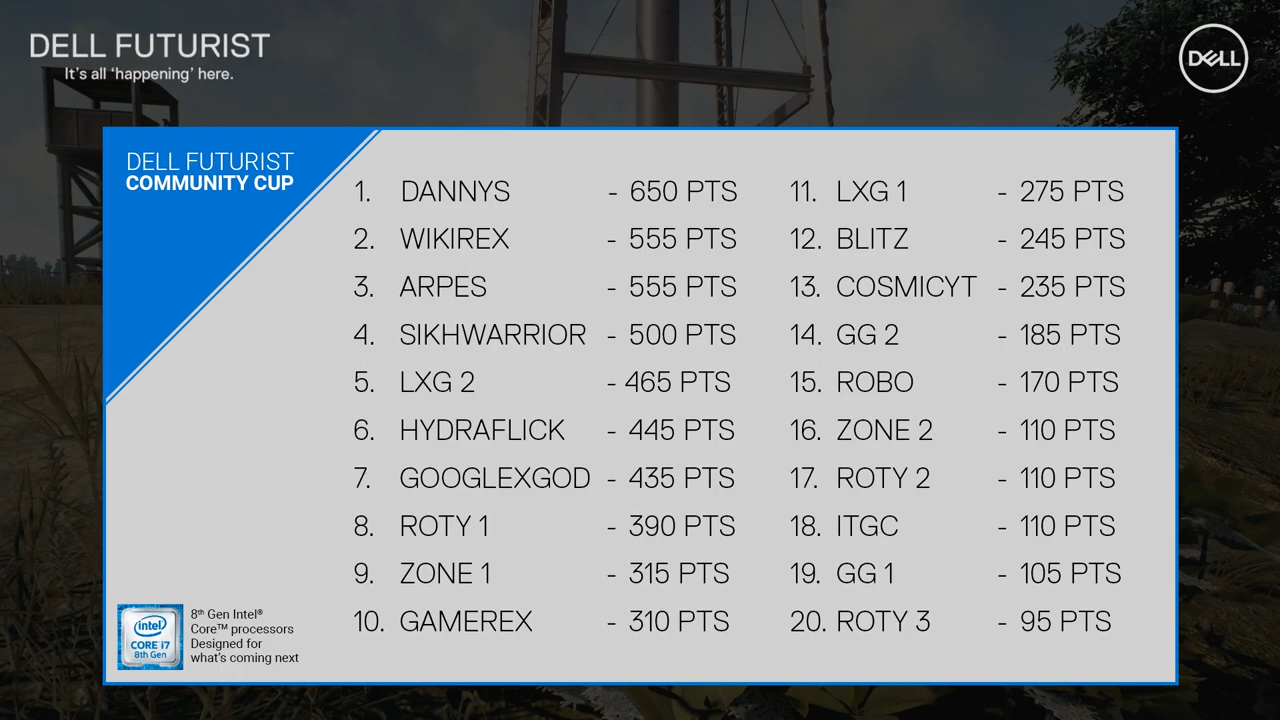 DELL FUTURIST
It's all 'happening' here.
DELL
DELL FUTURIST
COMMUNITY CUP
1. DANNYS - 650 PTS
2. WIKIREX - 555 PTS
3. ARPES - 555 PTS
4. SIKHWARRIOR - 500 PTS
5. LXG 2 - 465 PTS
6. HYDRAFLICK - 445 PTS
7. GOOGLEXGOD - 435 PTS
8. ROTY 1 - 390 PTS
9. ZONE 1 - 315 PTS
10. GAMEREX - 310 PTS
11. LXG 1 - 275 PTS
12. BLITZ - 245 PTS
13. COSMICYT - 235 PTS
14. GG 2 - 185 PTS
15. ROBO - 170 PTS
16. ZONE 2 - 110 PTS
17. ROTY 2 - 110 PTS
18. ITGC - 110 PTS
19. GG 1 - 105 PTS
20. ROTY 3 - 95 PTS
intel
CORE i7
8th Gen
8th Gen Intel®
Core™ processors
Designed for
what's coming next